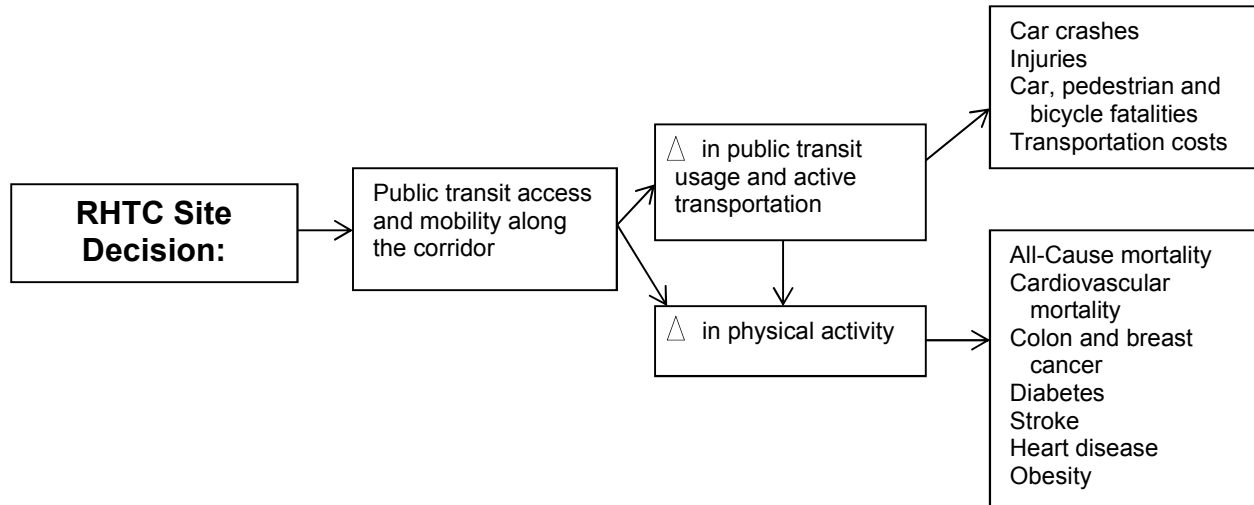 RHTC Site
Decision:
Public transit access
and mobility along
the corridor
△ in public transit
usage and active
transportation
△ in physical activity
Car crashes
Injuries
Car, pedestrian and
bicycle fatalities
Transportation costs
All-Cause mortality
Cardiovascular
mortality
Colon and breast
cancer
Diabetes
Stroke
Heart disease
Obesity